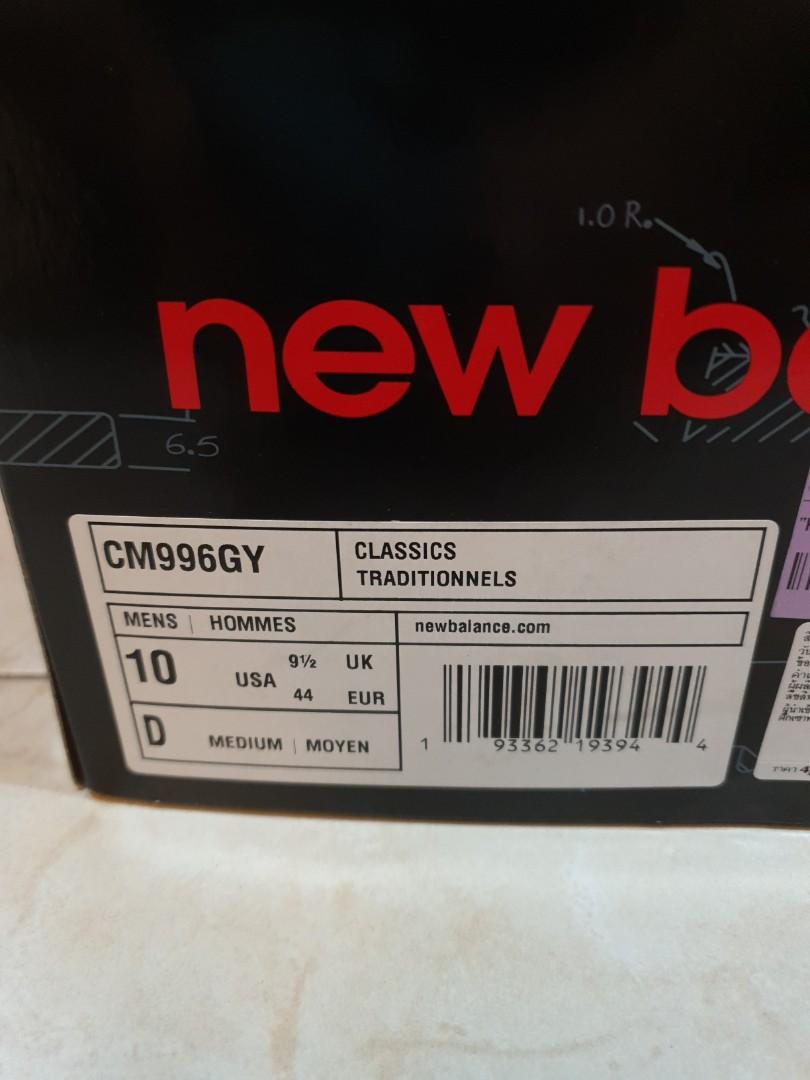 1.0 R.
new b
6.5
CM996GY
CLASSICS
TRADITIONNELS
MENS | HOMMES
newbalance.com
10 USA 9½ UK
44 EUR
D MEDIUM | MOYEN
1 93362 19394 4